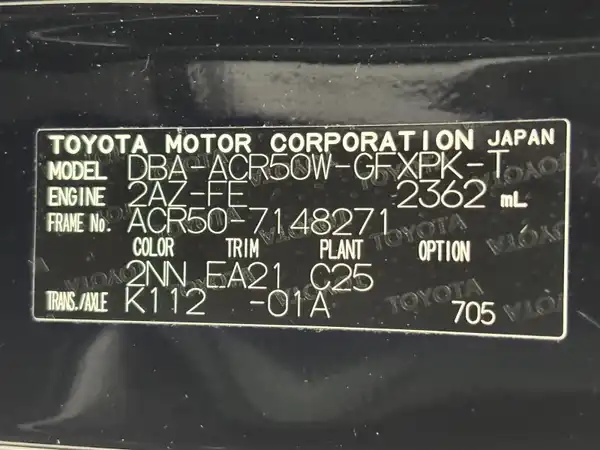 TOYOTA MOTOR CORPORATION JAPAN
MODEL DBA-ACR50W-GFXPK-T
ENGINE 2AZ-FE 2362 mL
FRAME No. ACR50-7148271
COLOR TRIM PLANT OPTION
2NN EA21 C25
TRANS./AXLE K112 -01A 705